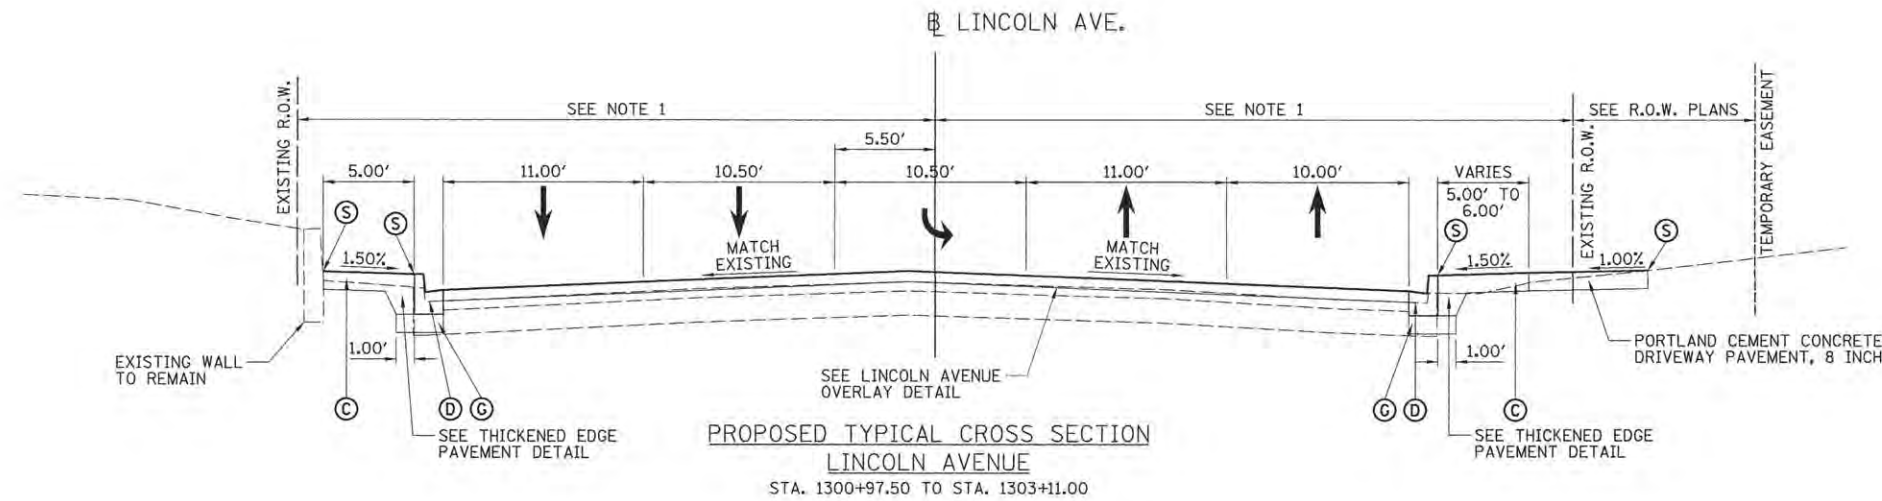 ℄ LINCOLN AVE.
EXISTING R.O.W.
SEE NOTE 1
SEE NOTE 1
SEE R.O.W. PLANS
EXISTING R.O.W.
TEMPORARY EASEMENT
5.50'
5.00'
11.00'
10.50'
10.50'
11.00'
10.00'
VARIES
5.00' TO
6.00'
S
S
S
S
1.50%
MATCH
EXISTING
MATCH
EXISTING
1.50%
1.00%
EXISTING WALL
TO REMAIN
1.00'
SEE LINCOLN AVENUE
OVERLAY DETAIL
1.00'
PORTLAND CEMENT CONCRETE
DRIVEWAY PAVEMENT, 8 INCH
C
D
G
G
D
C
SEE THICKENED EDGE
PAVEMENT DETAIL
SEE THICKENED EDGE
PAVEMENT DETAIL
PROPOSED TYPICAL CROSS SECTION
LINCOLN AVENUE
STA. 1300+97.50 TO STA. 1303+11.00